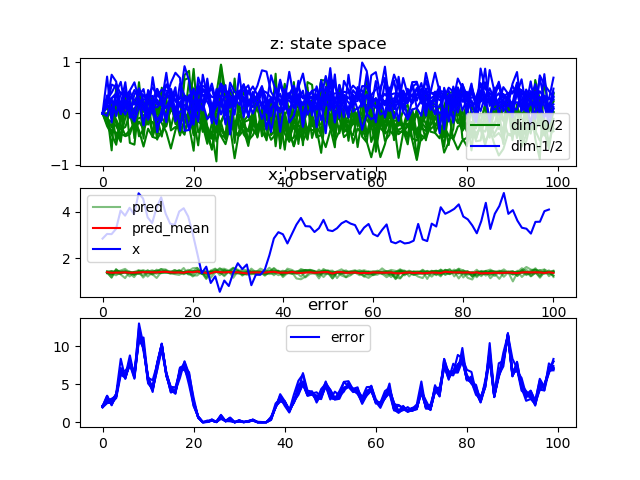 z: state space
1
0
−1
dim-0/2
dim-1/2
0 20 40 60 80 100
x: observation
4
2
pred
pred_mean
x
0 20 40 60 80 100
error
10
5
0
error
0 20 40 60 80 100